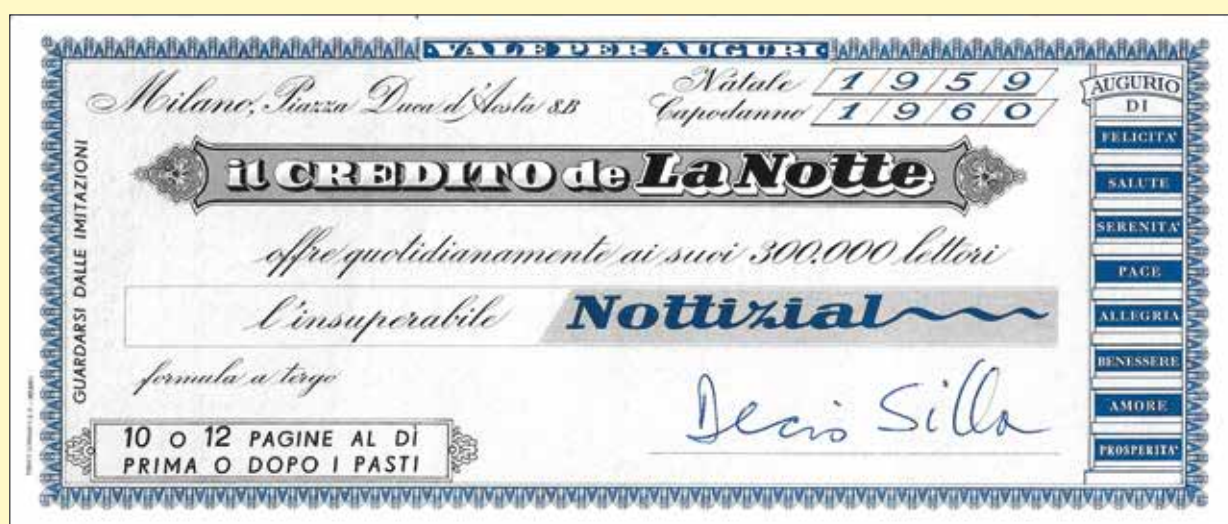 VALE PER AUGURI
Milano, Piazza Duca d'Aosta 8B
Natale 1959
Capodanno 1960
il CREDITO de La Notte
offre quotidianamente ai suoi 300.000 lettori
l'insuperabile Nottizial
formula a tergo
Decio Silla
10 O 12 PAGINE AL DÌ
PRIMA O DOPO I PASTI
GUARDARSI DALLE IMITAZIONI
AUGURIO
DI
FELICITA'
SALUTE
SERENITA'
PACE
ALLEGRIA
BENESSERE
AMORE
PROSPERITA'